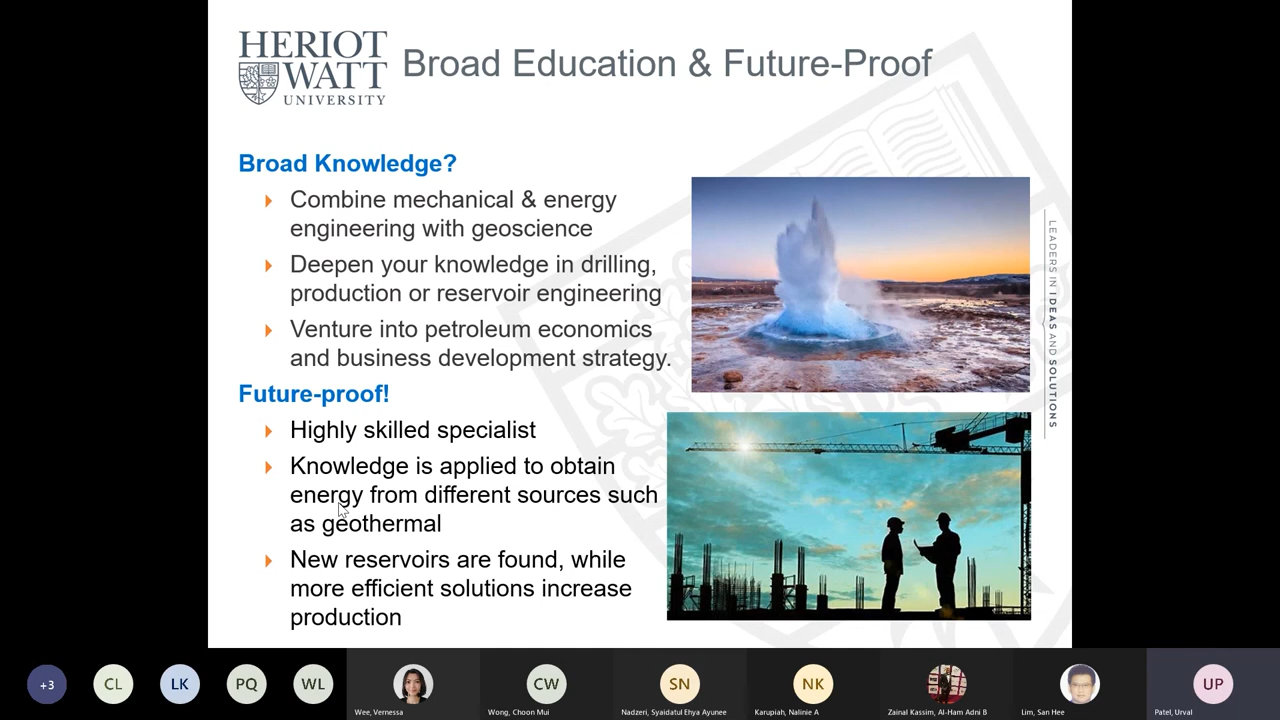 HERIOT
WATT
UNIVERSITY
Broad Education & Future-Proof
Broad Knowledge?
Combine mechanical & energy
engineering with geoscience
Deepen your knowledge in drilling,
production or reservoir engineering
Venture into petroleum economics
and business development strategy.
Future-proof!
Highly skilled specialist
Knowledge is applied to obtain
energy from different sources such
as geothermal
New reservoirs are found, while
more efficient solutions increase
production
LEADERS IN IDEAS AND SOLUTIONS
+3
CL
LK
PQ
WL
Wee, Vernessa
CW
Wong, Choon Mui
SN
Nadzeri, Syaidatul Ehya Ayunee
NK
Karupiah, Nalinie A
Zainal Kassim, Al-Ham Adni B
Lim, San Hee
UP
Patel, Urval